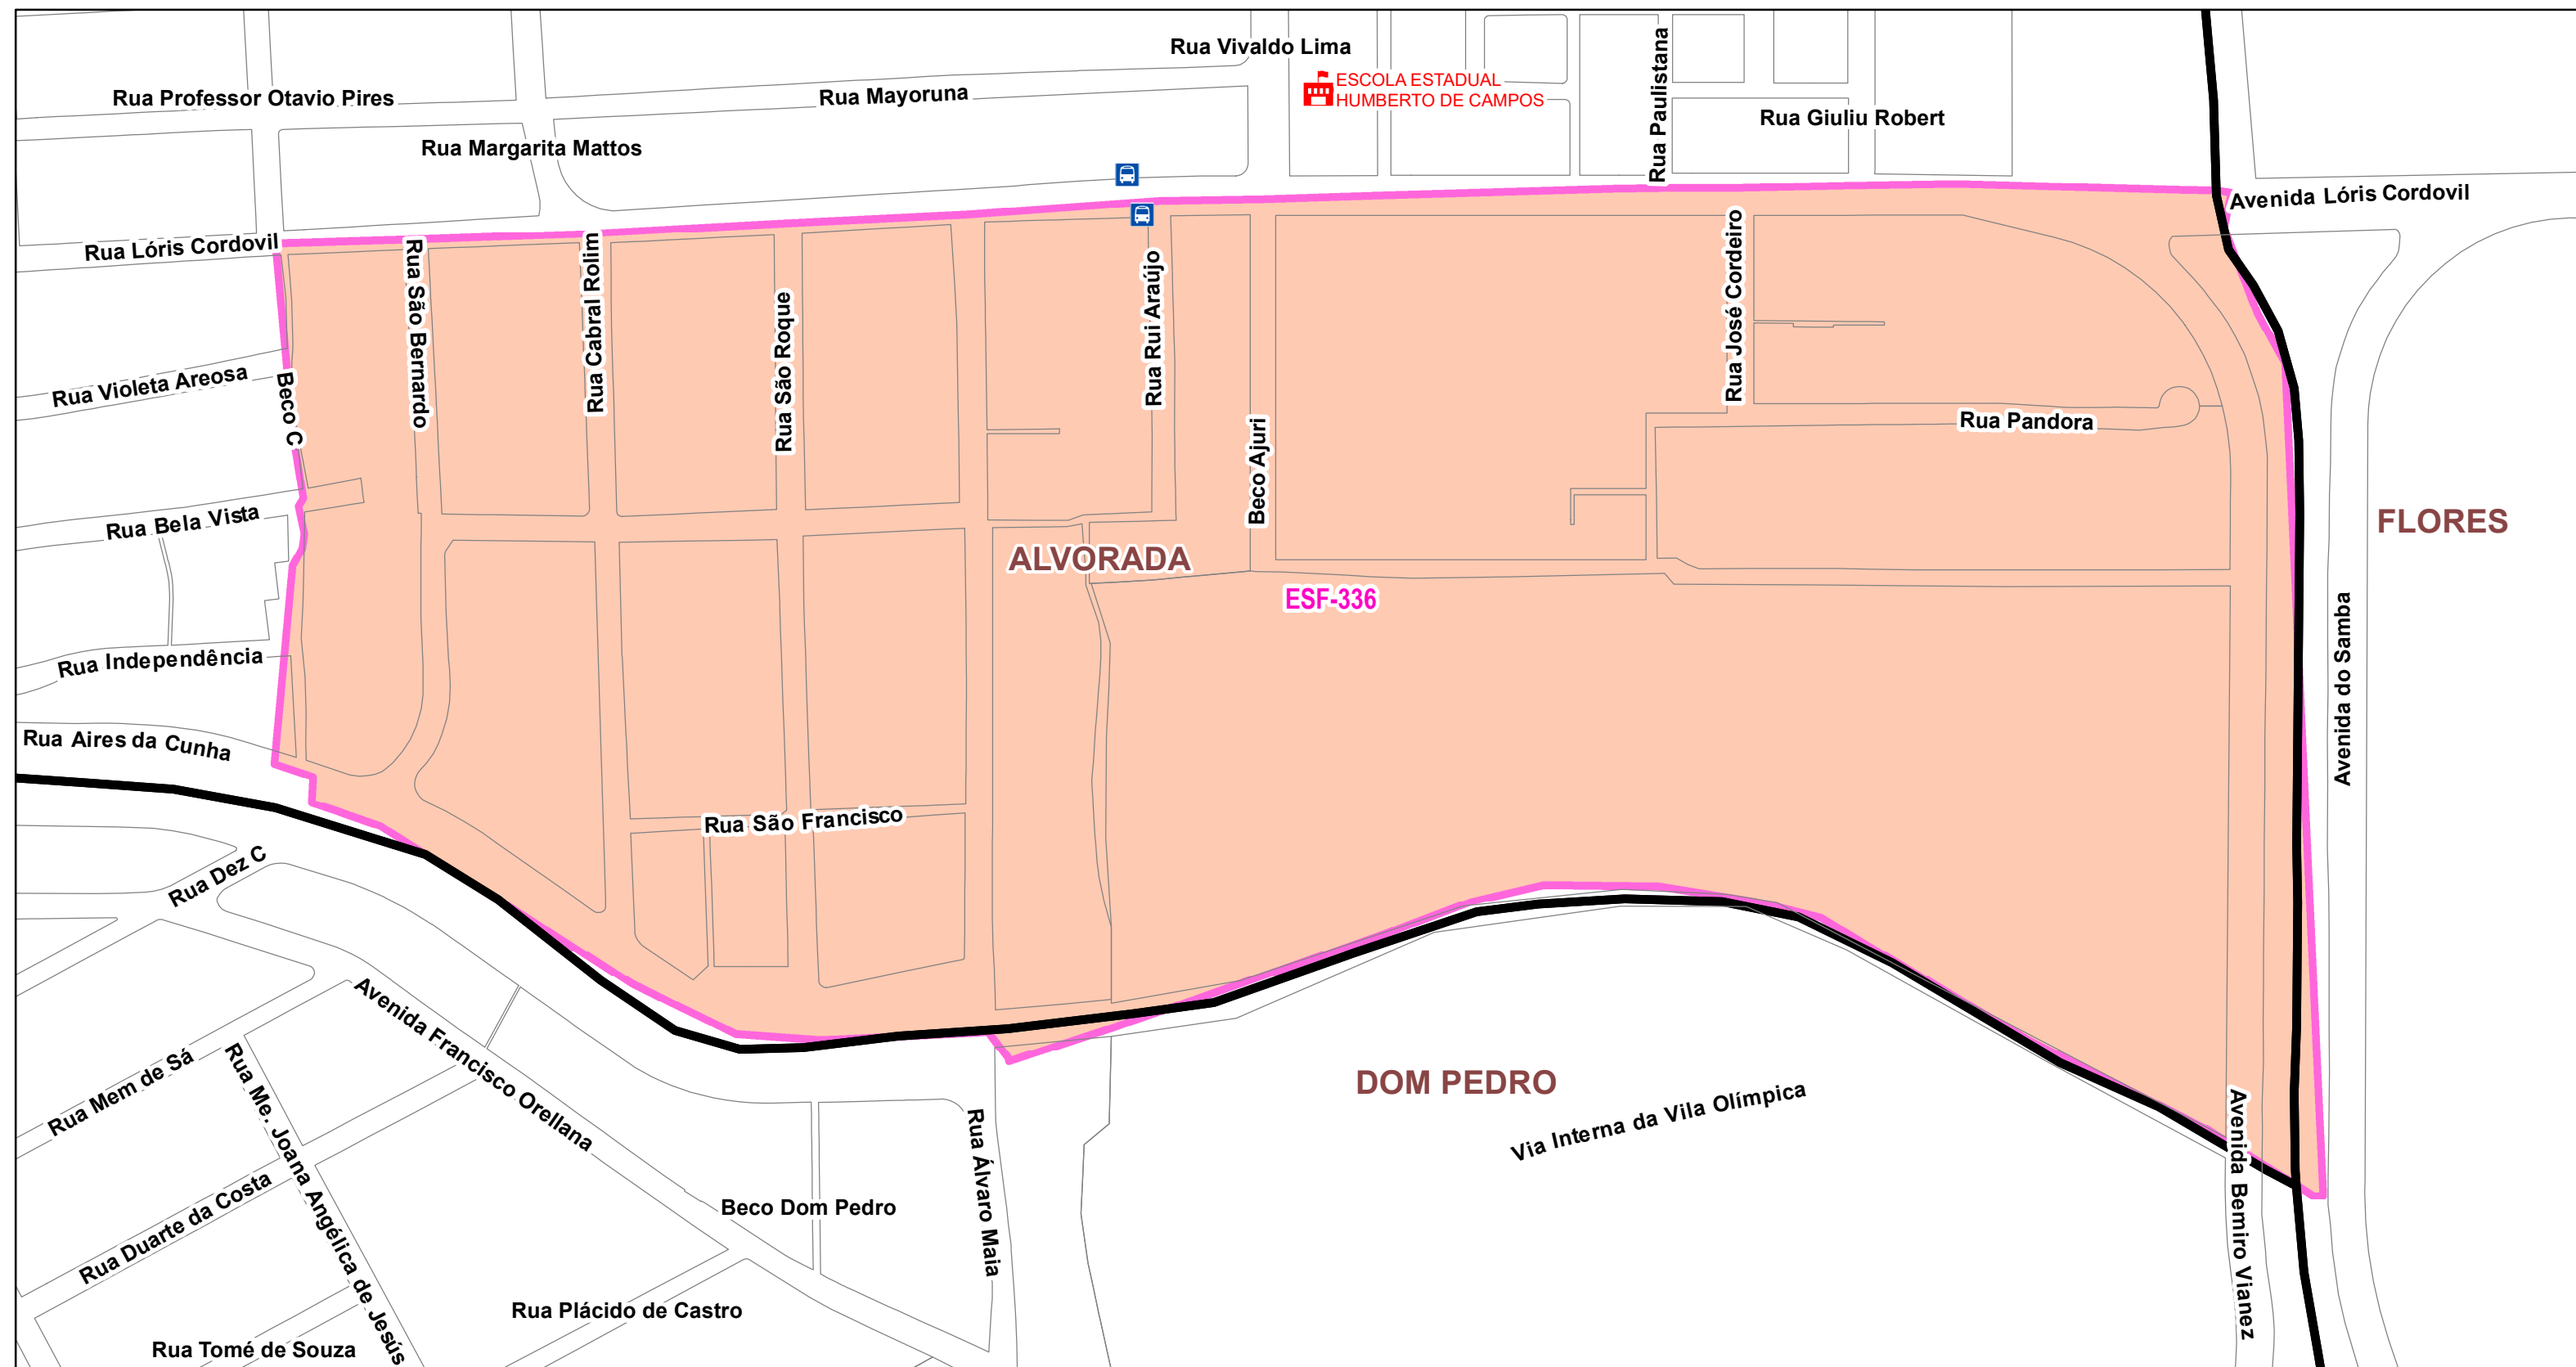 Rua Vivaldo Lima
ESCOLA ESTADUAL
HUMBERTO DE CAMPOS
Rua Professor Otavio Pires
Rua Mayoruna
Rua Paulistana
Rua Giuliu Robert
Rua Margarita Mattos
Avenida Lóris Cordovil
Rua Lóris Cordovil
Rua São Bernardo
Rua Cabral Rolim
Rua São Roque
Rua Rui Araújo
Rua José Cordeiro
Rua Violeta Areosa
Beco C
Beco Ajuri
Rua Pandora
Rua Bela Vista
FLORES
ALVORADA
ESF-336
Rua Independência
Avenida do Samba
Rua Aires da Cunha
Rua São Francisco
Rua Dez C
Avenida Francisco Orellana
Rua Mem de Sá
Rua Me. Joana Angélica de Jesús
DOM PEDRO
Via Interna da Vila Olímpica
Avenida Bemiro Vianez
Rua Álvaro Maia
Rua Duarte da Costa
Beco Dom Pedro
Rua Plácido de Castro
Rua Tomé de Souza